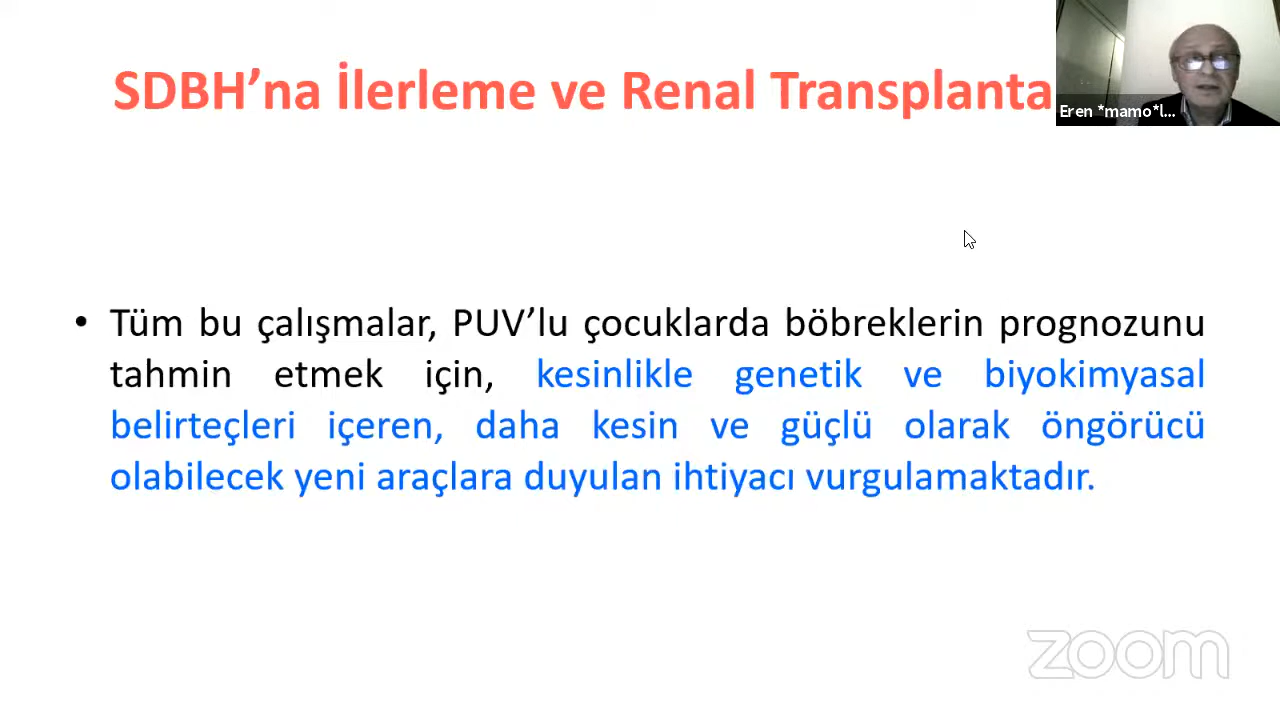 SDBH’na İlerleme ve Renal Transplanta
Eren *mamo*l...
• Tüm bu çalışmalar, PUV’lu çocuklarda böbreklerin prognozunu
tahmin etmek için, kesinlikle genetik ve biyokimyasal
belirteçleri içeren, daha kesin ve güçlü olarak öngörücü
olabilecek yeni araçlara duyulan ihtiyacı vurgulamaktadır.
zoom